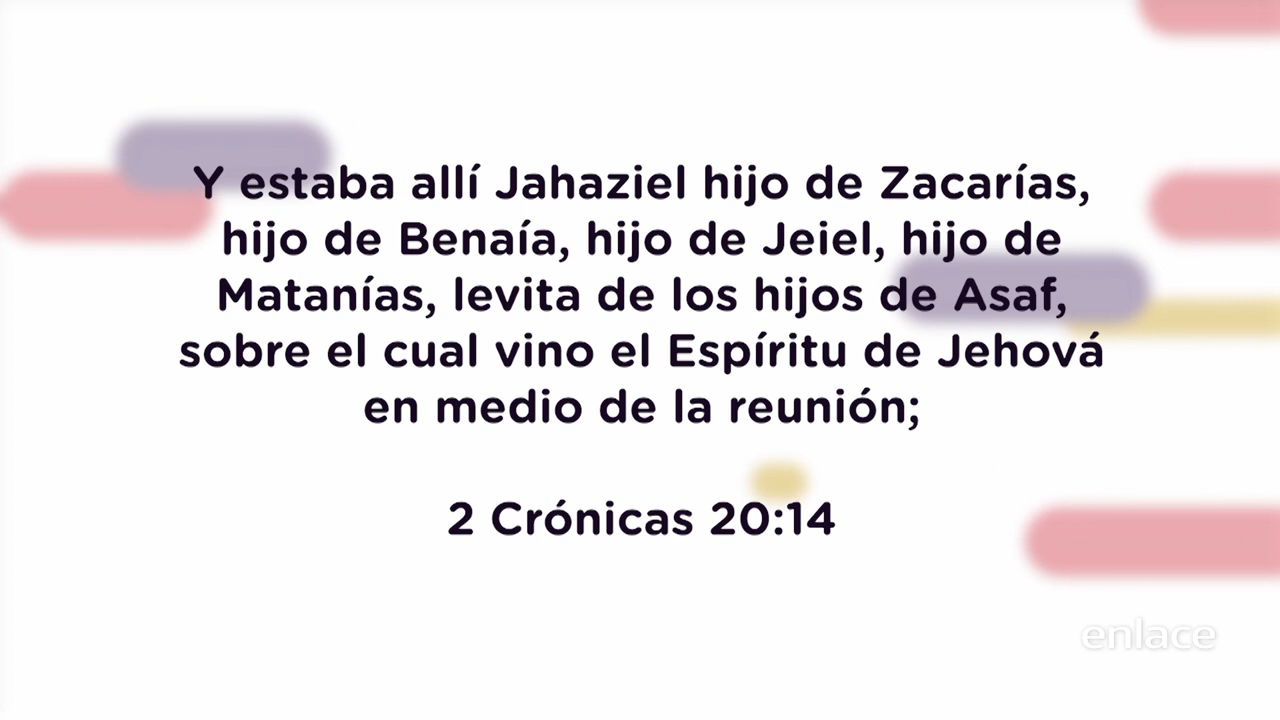 Y estaba allí Jahaziel hijo de Zacarías,
hijo de Benaía, hijo de Jeiel, hijo de
Matanías, levita de los hijos de Asaf,
sobre el cual vino el Espíritu de Jehová
en medio de la reunión;
2 Crónicas 20:14
enlace